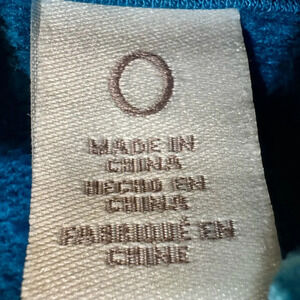 O
MADE IN
CHINA
HECHO EN
CHINA
FABRIQUÉ EN
CHINE